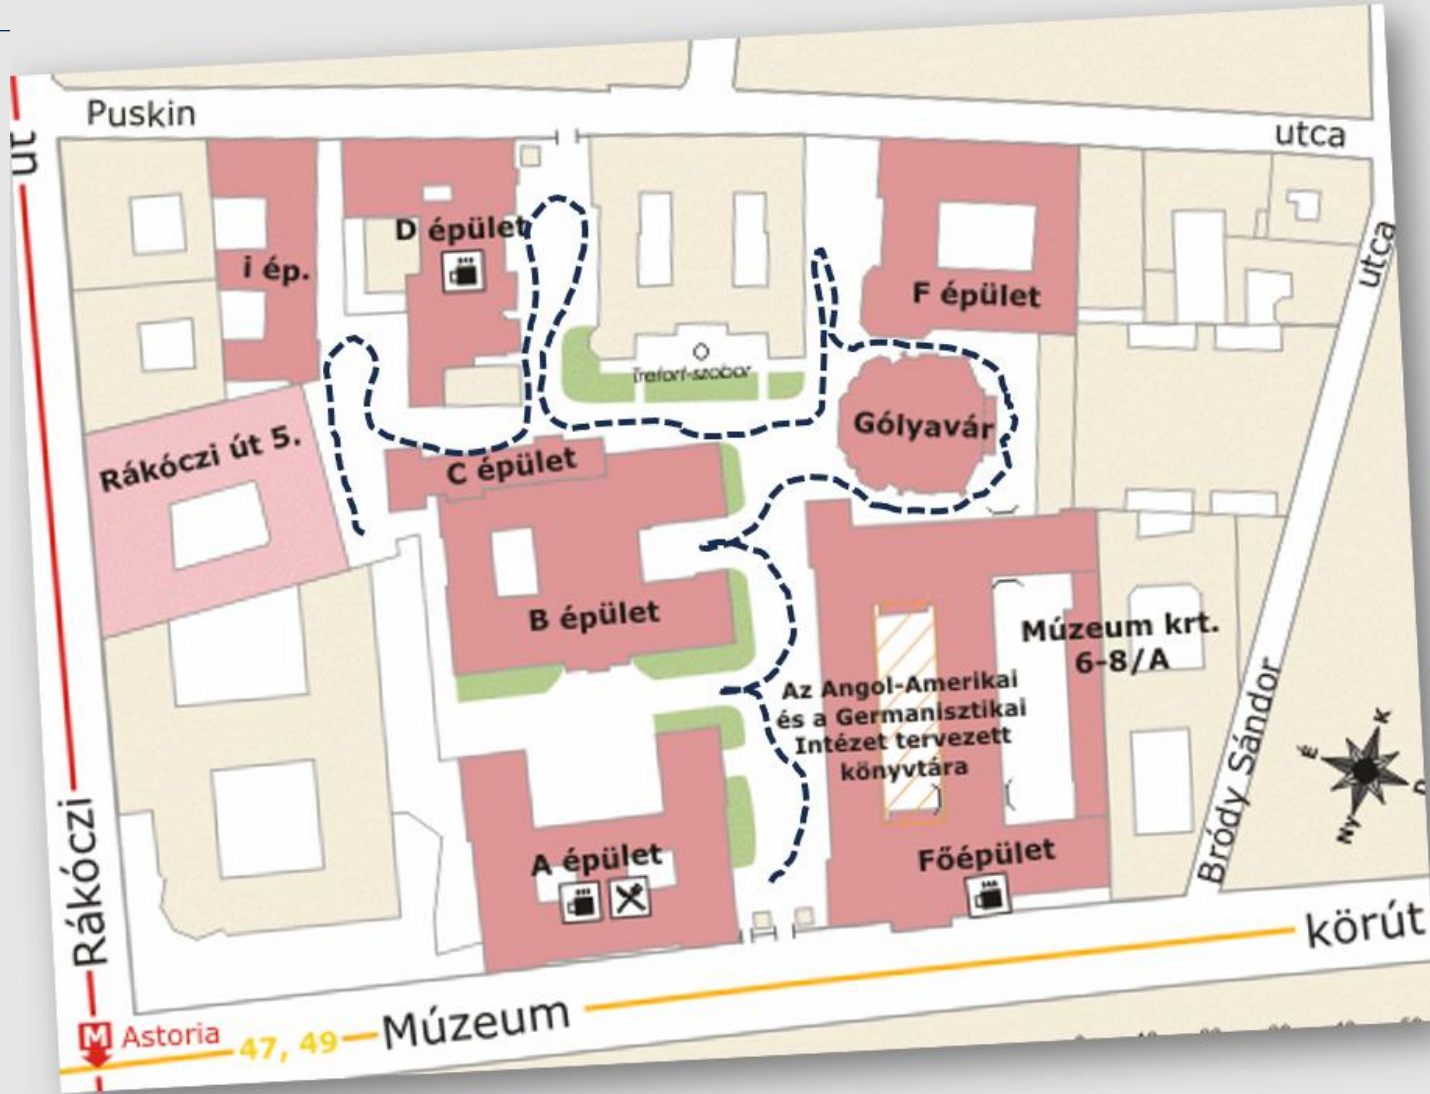 Puskin
utca
út
D épület
i ép.
F épület
utca
Trefort-szobor
Gólyavár
Rákóczi út 5.
C épület
B épület
Múzeum krt.
6-8/A
Az Angol-Amerikai
és a Germanisztikai
Intézet tervezett
könyvtára
A épület
Főépület
Bródy Sándor
K
É
D
Ny
Rákóczi
körút
Múzeum
M Astoria
47, 49